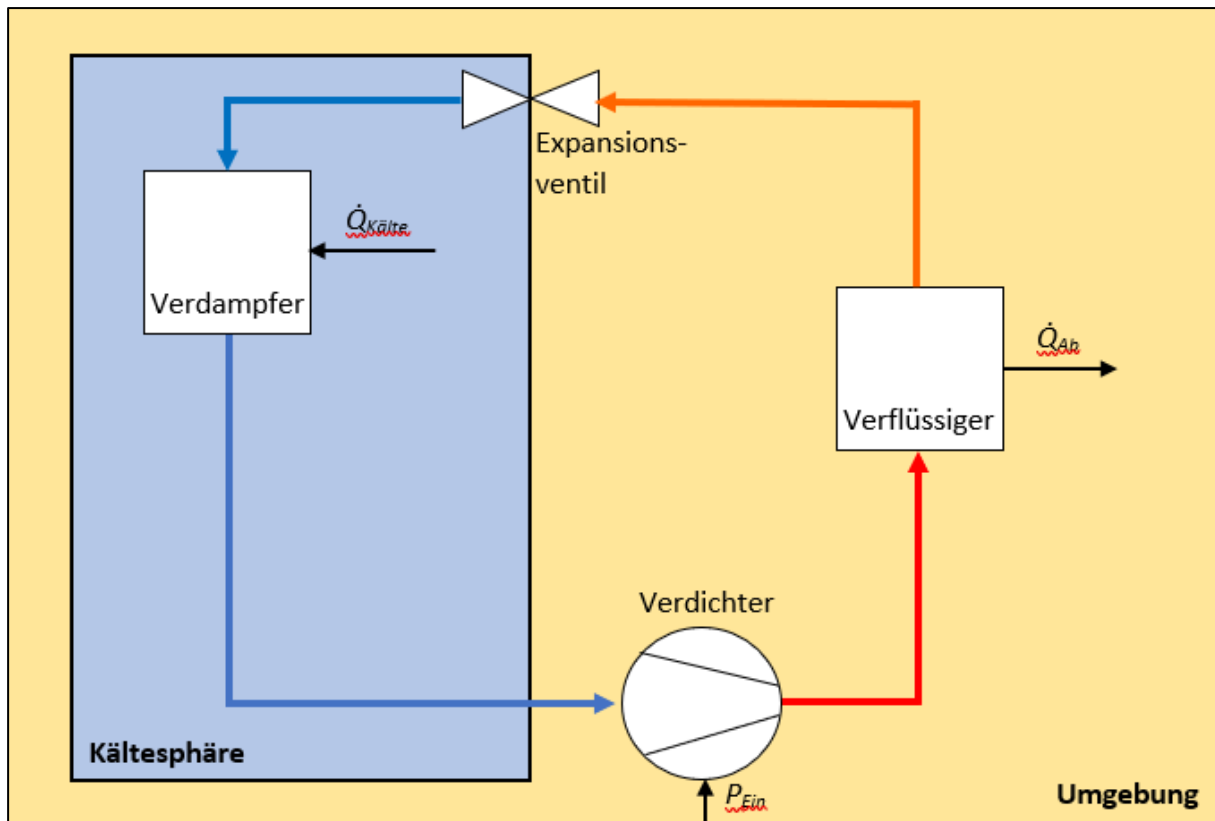 Expansions-
ventil
Q̇Kälte
Verdampfer
Q̇Ab
Verflüssiger
Verdichter
Kältesphäre
PEin
Umgebung